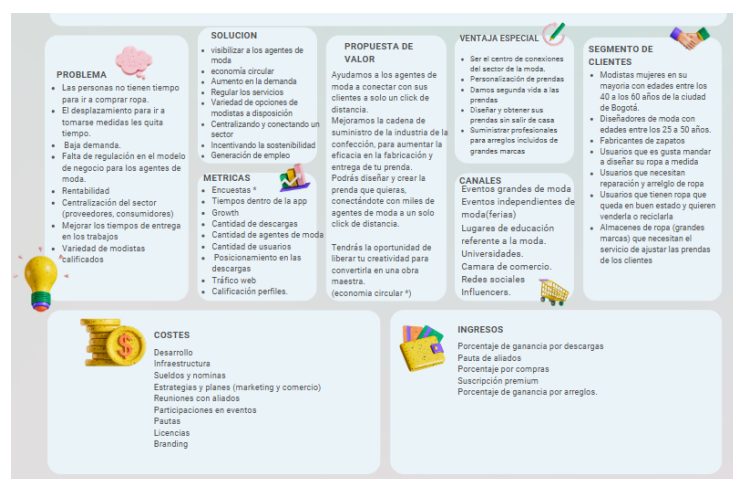 PROBLEMA
Las personas no tienen tiempo
para ir a comprar ropa.
El desplazamiento para ir a
tomarse medidas les quita
tiempo.
Baja demanda.
Falta de regulación en el modelo
de negocio para los agentes de
moda.
Rentabilidad
Centralización del sector
(proveedores, consumidores)
Mejorar los tiempos de entrega
en los trabajos
Variedad de modistas
calificados
SOLUCION
visibilizar a los agentes de
moda
economía circular
Aumento en la demanda
Regular los servicios
Variedad de opciones de
modistas a disposición
Centralizando y conectando un
sector
Incentivando la sostenibilidad
Generación de empleo
METRICAS
Encuestas *
Tiempos dentro de la app
Growth
Cantidad de descargas
Cantidad de agentes de moda
Cantidad de usuarios
Posicionamiento en las
descargas
Tráfico web
Calificación perfiles.
PROPUESTA DE
VALOR
Ayudamos a los agentes de
moda a conectar con sus
clientes a solo un click de
distancia.
Mejoramos la cadena de
suministro de la industria de la
confección, para aumentar la
eficacia en la fabricación y
entrega de tu prenda.
Podrás diseñar y crear la
prenda que quieras,
conectándote con miles de
agentes de moda a un solo
click de distancia.
Tendrás la oportunidad de
liberar tu creatividad para
convertirla en una obra
maestra.
(economia circular *)
VENTAJA ESPECIAL
Ser el centro de conexiones
del sector de la moda.
Personalización de prendas
Damos segunda vida a las
prendas
Diseñar y obtener sus
prendas sin salir de casa
Suministrar profesionales
para arreglos incluidos de
grandes marcas
CANALES
Eventos grandes de moda
Eventos independientes de
moda(ferias)
Lugares de educación
referente a la moda.
Universidades.
Camara de comercio.
Redes sociales
Influencers.
SEGMENTO DE
CLIENTES
Modistas mujeres en su
mayoria con edades entre los
40 a los 60 años de la ciudad
de Bogotá.
Diseñadores de moda con
edades entre los 25 a 50 años.
Fabricantes de zapatos
Usuarios que es gusta mandar
a diseñar su ropa a medida
Usuarios que necesitan
reparación y arrelglo de ropa
Usuarios que tienen ropa que
queda en buen estado y quieren
venderla o reciclarla
Almacenes de ropa (grandes
marcas) que necesitan el
servicio de ajustar las prendas
de los clientes
COSTES
Desarrollo
Infraestructura
Sueldos y nominas
Estrategias y planes (marketing y comercio)
Reuniones con aliados
Participaciones en eventos
Pautas
Licencias
Branding
INGRESOS
Porcentaje de ganancia por descargas
Pauta de aliados
Porcentaje por compras
Suscripción premium
Porcentaje de ganancia por arreglos.